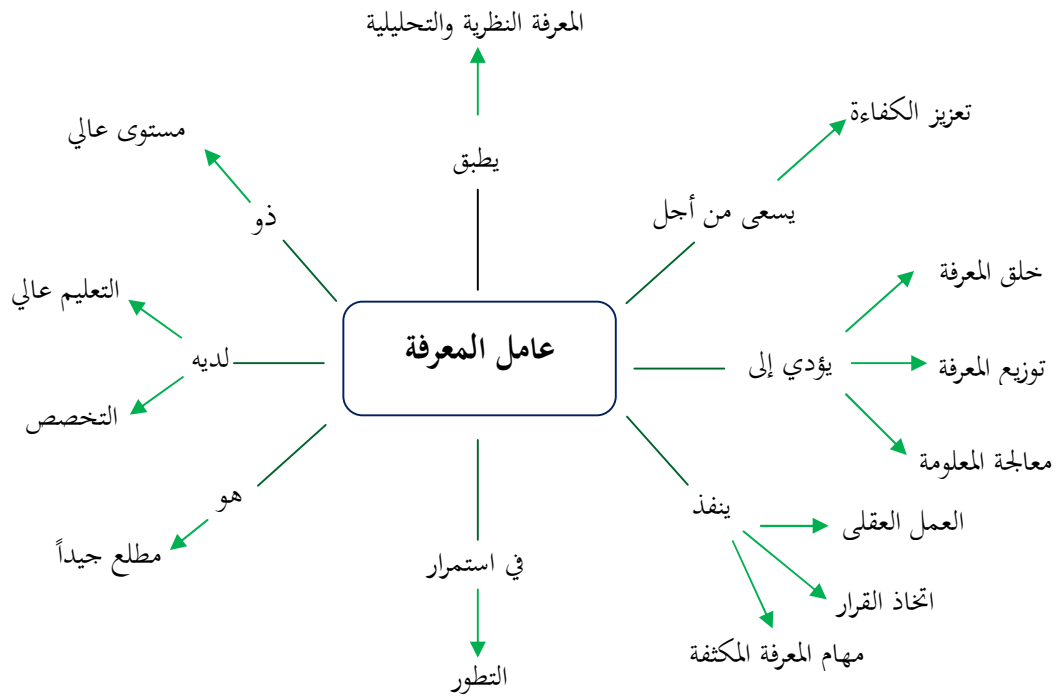 المعرفة النظرية والتحليلية
تعزيز الكفاءة
مستوى عالي
يطبق
يسعى من أجل
ذو
خلق المعرفة
التعليم عالي
عامل المعرفة
لديه
يؤدي إلى
توزيع المعرفة
التخصص
معالجة المعلومة
هو
ينفذ
العمل العقلى
مطلع جيداً
في استمرار
اتخاذ القرار
مهام المعرفة المكثفة
التطور